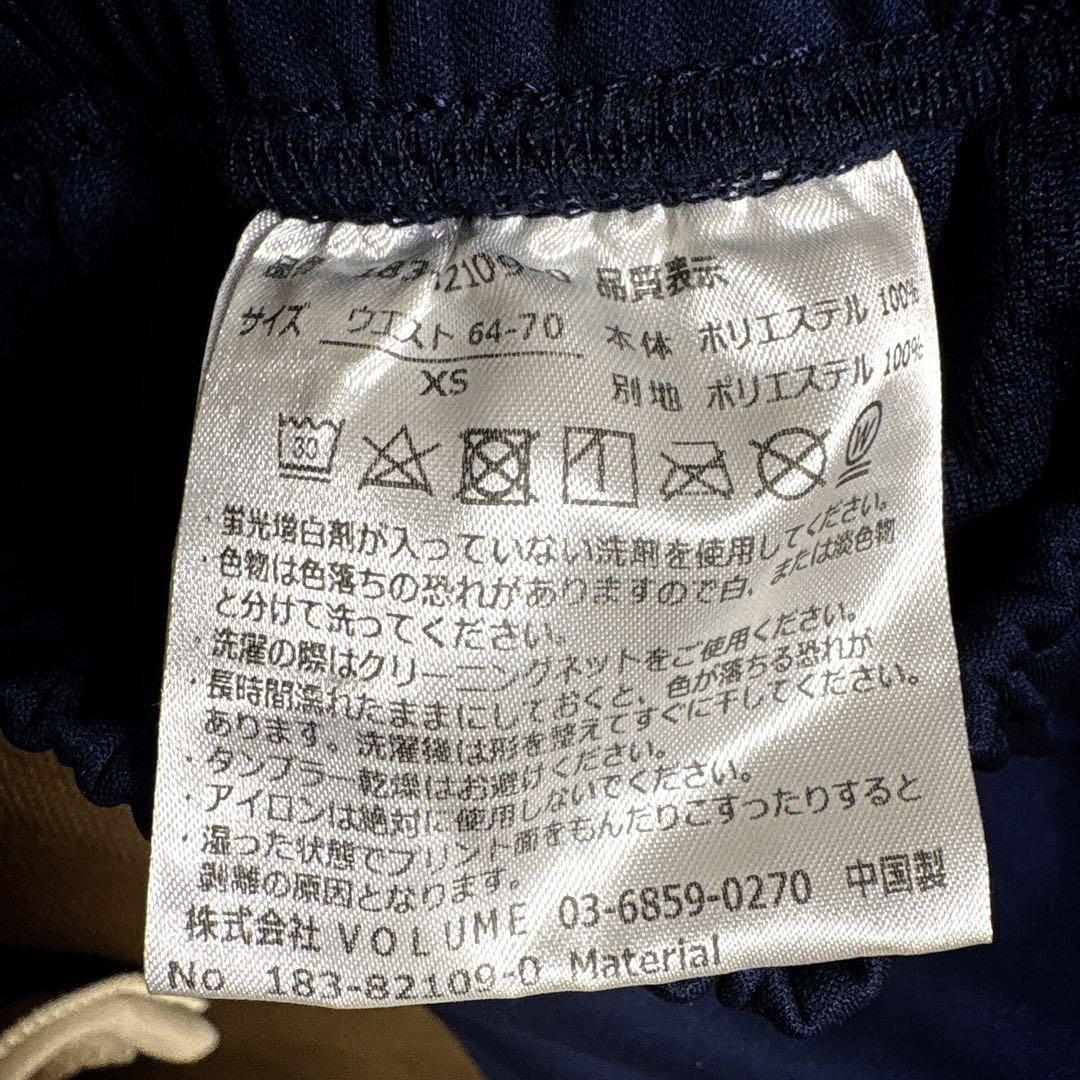 品質表示
サイズ ウエスト 64-70
XS
本体 ポリエステル 100%
別地 ポリエステル 100%
30
W
・蛍光増白剤が入っていない洗剤を使用してください。
・色物は色落ちの恐れがありますので白、または淡色物
と分けて洗ってください。
・洗濯の際はクリーニングネットをご使用ください。
・長時間濡れたままにしておくと、色が落ちる恐れが
あります。洗濯後は形を整えてすぐに干してください。
・タンブラー乾燥はお避けください。
・アイロンは絶対に使用しないでください。
・湿った状態でプリント面をもんだりこすったりすると
剥離の原因となります。
株式会社 VOLUME 03-6859-0270 中国製
No 183-82109-0 Material